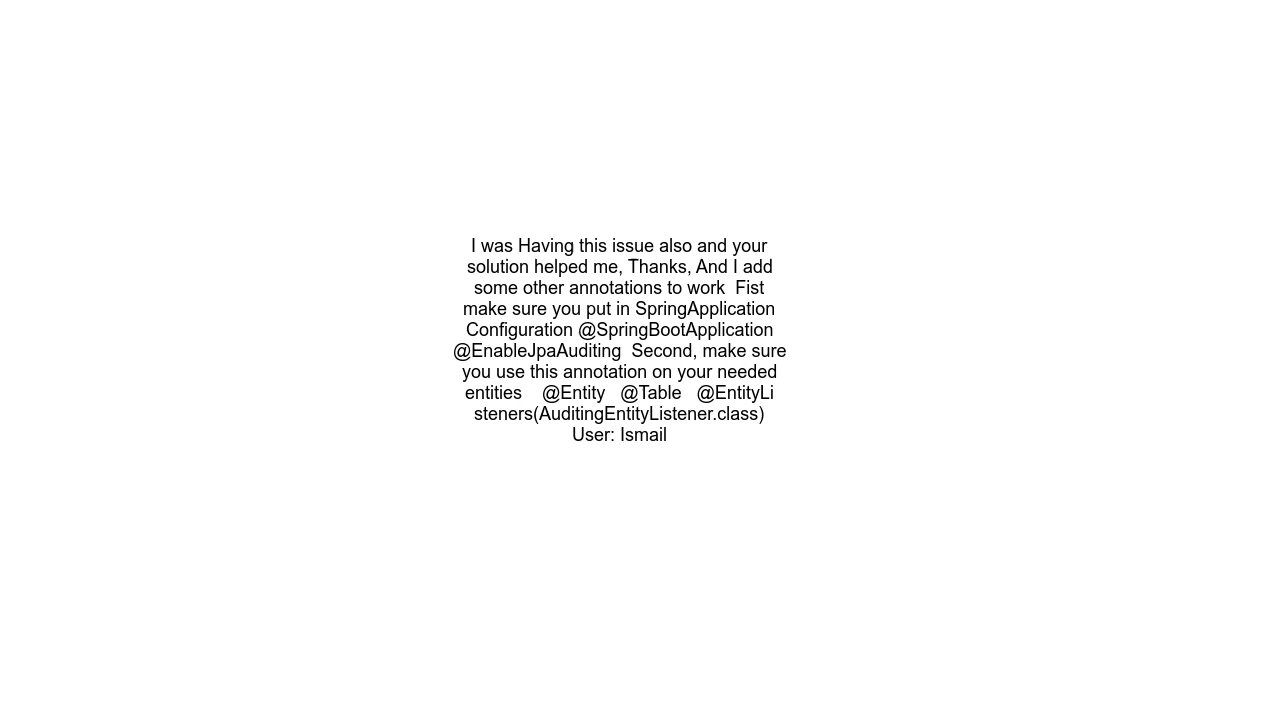 I was Having this issue also and your
solution helped me, Thanks, And I add
some other annotations to work  Fist
make sure you put in SpringApplication
Configuration @SpringBootApplication
@EnableJpaAuditing  Second, make sure
you use this annotation on your needed
entities    @Entity   @Table   @EntityLi
steners(AuditingEntityListener.class)
User: Ismail